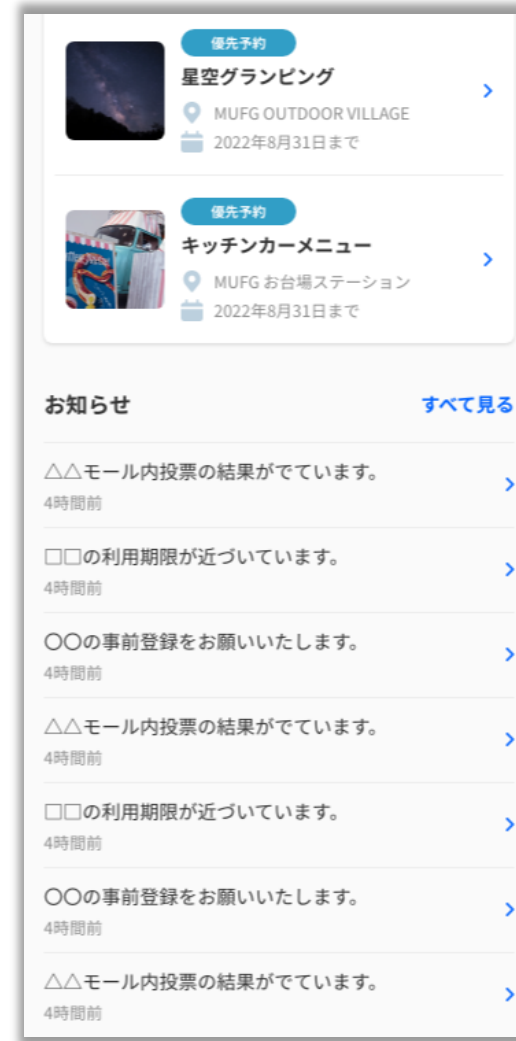 優先予約
星空グランピング
MUFG OUTDOOR VILLAGE
2022年8月31日まで
優先予約
キッチンカーメニュー
MUFG お台場ステーション
2022年8月31日まで
お知らせ すべて見る
△△モール内投票の結果がでています。
4時間前
□□の利用期限が近づいています。
4時間前
〇〇の事前登録をお願いいたします。
4時間前
△△モール内投票の結果がでています。
4時間前
□□の利用期限が近づいています。
4時間前
〇〇の事前登録をお願いいたします。
4時間前
△△モール内投票の結果がでています。
4時間前